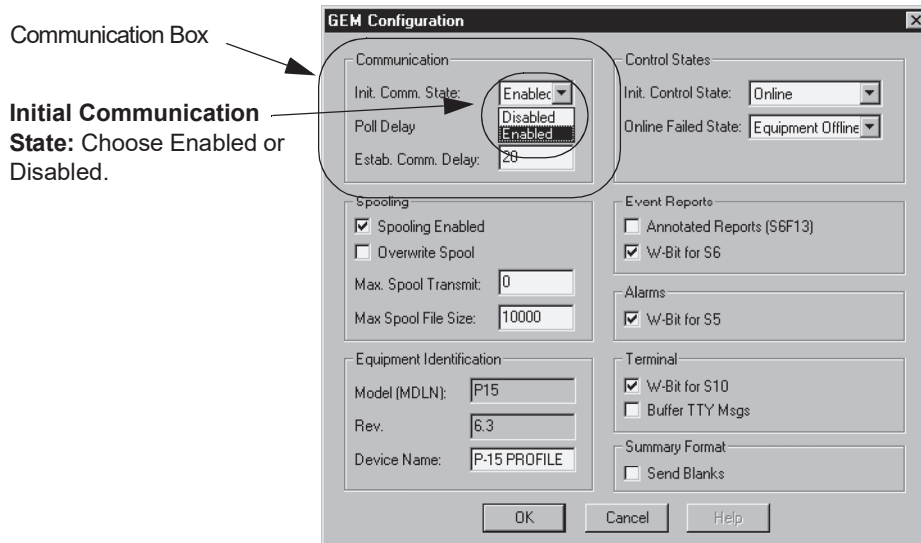 Communication Box
Initial Communication
State: Choose Enabled or
Disabled.
GEM Configuration
Communication
Init. Comm. State: Enabled
Disabled
Enabled
Poll Delay
Estab. Comm. Delay: 20
Control States
Init. Control State: Online
Online Failed State: Equipment Offline
Spooling
Spooling Enabled
Overwrite Spool
Max. Spool Transmit: 0
Max Spool File Size: 10000
Event Reports
Annotated Reports (S6F13)
W-Bit for S6
Alarms
W-Bit for S5
Equipment Identification
Model (MDLN): P15
Rev. 6.3
Device Name: P-15 PROFILE
Terminal
W-Bit for S10
Buffer TTY Msgs
Summary Format
Send Blanks
OK Cancel Help